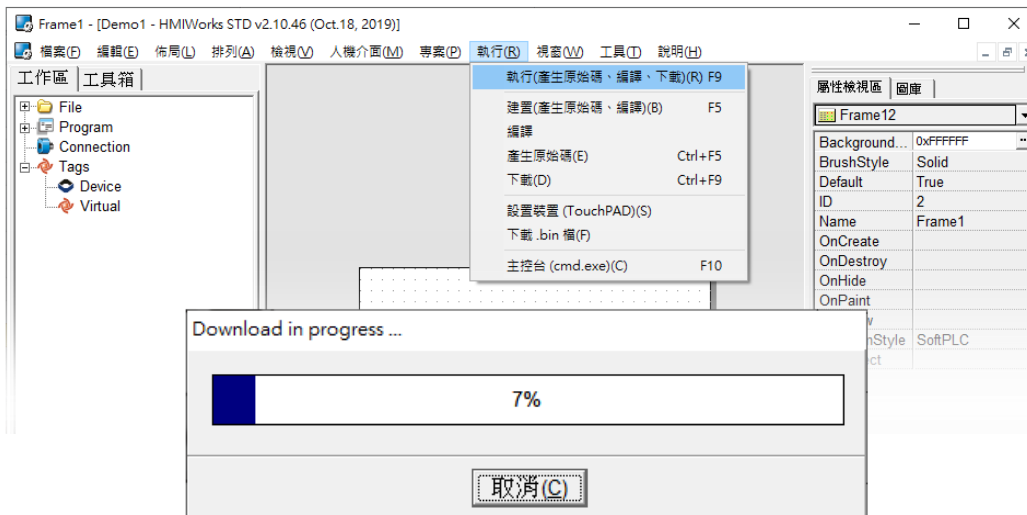 Frame1 - [Demo1 - HMIWorks STD v2.10.46 (Oct.18, 2019)]
檔案(F) 編輯(E) 佈局(L) 排列(A) 檢視(V) 人機介面(M) 專案(P) 執行(R) 視窗(W) 工具(T) 說明(H)
工作區 工具箱
File
Program
Connection
Tags
Device
Virtual
執行(產生原始碼、編譯、下載)(R) F9
建置(產生原始碼、編譯)(B) F5
編譯
產生原始碼(E) Ctrl+F5
下載(D) Ctrl+F9
設置裝置 (TouchPAD)(S)
下載 .bin 檔(F)
主控台 (cmd.exe)(C) F10
屬性檢視區 圖庫
Frame12
Background... 0xFFFFFF ...
BrushStyle Solid
Default True
ID 2
Name Frame1
OnCreate
OnDestroy
OnHide
OnPaint
nStyle SoftPLC
ct
Download in progress ...
7%
取消(C)